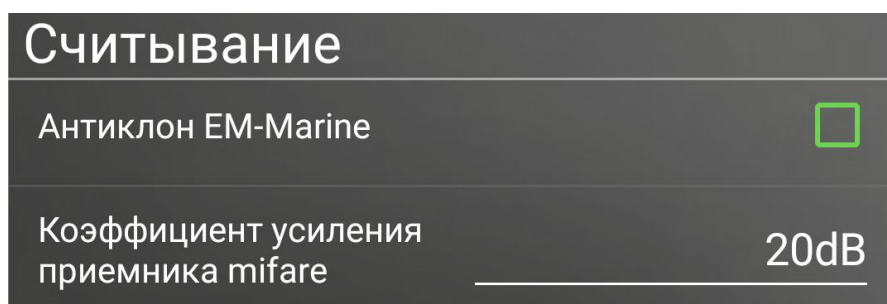 Считывание
Антиклон EM-Marine
Коэффициент усиления
приемника mifare
20dB